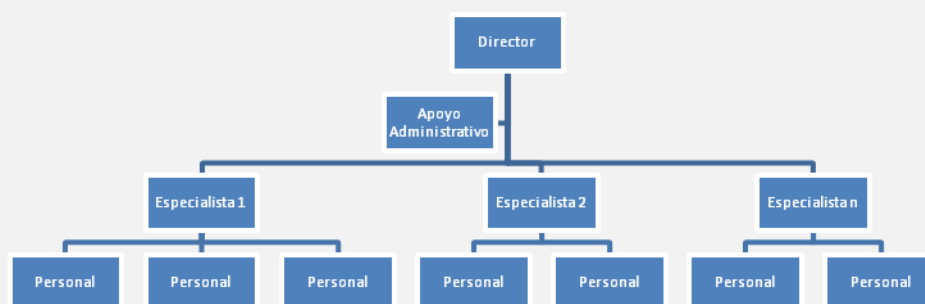 Director
Apoyo
Administrativo
Especialista 1
Especialista 2
Especialista n
Personal
Personal
Personal
Personal
Personal
Personal
Personal